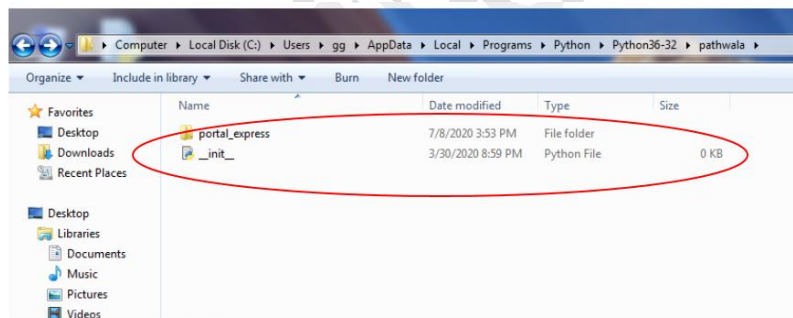 Computer ▸ Local Disk (C:) ▸ Users ▸ gg ▸ AppData ▸ Local ▸ Programs ▸ Python ▸ Python36-32 ▸ pathwala ▸
Organize ▾ Include in library ▾ Share with ▾ Burn New folder
Favorites
Desktop
Downloads
Recent Places
Desktop
Libraries
Documents
Music
Pictures
Videos
Name Date modified Type Size
portal_express 7/8/2020 3:53 PM File folder
__init__ 3/30/2020 8:59 PM Python File 0 KB